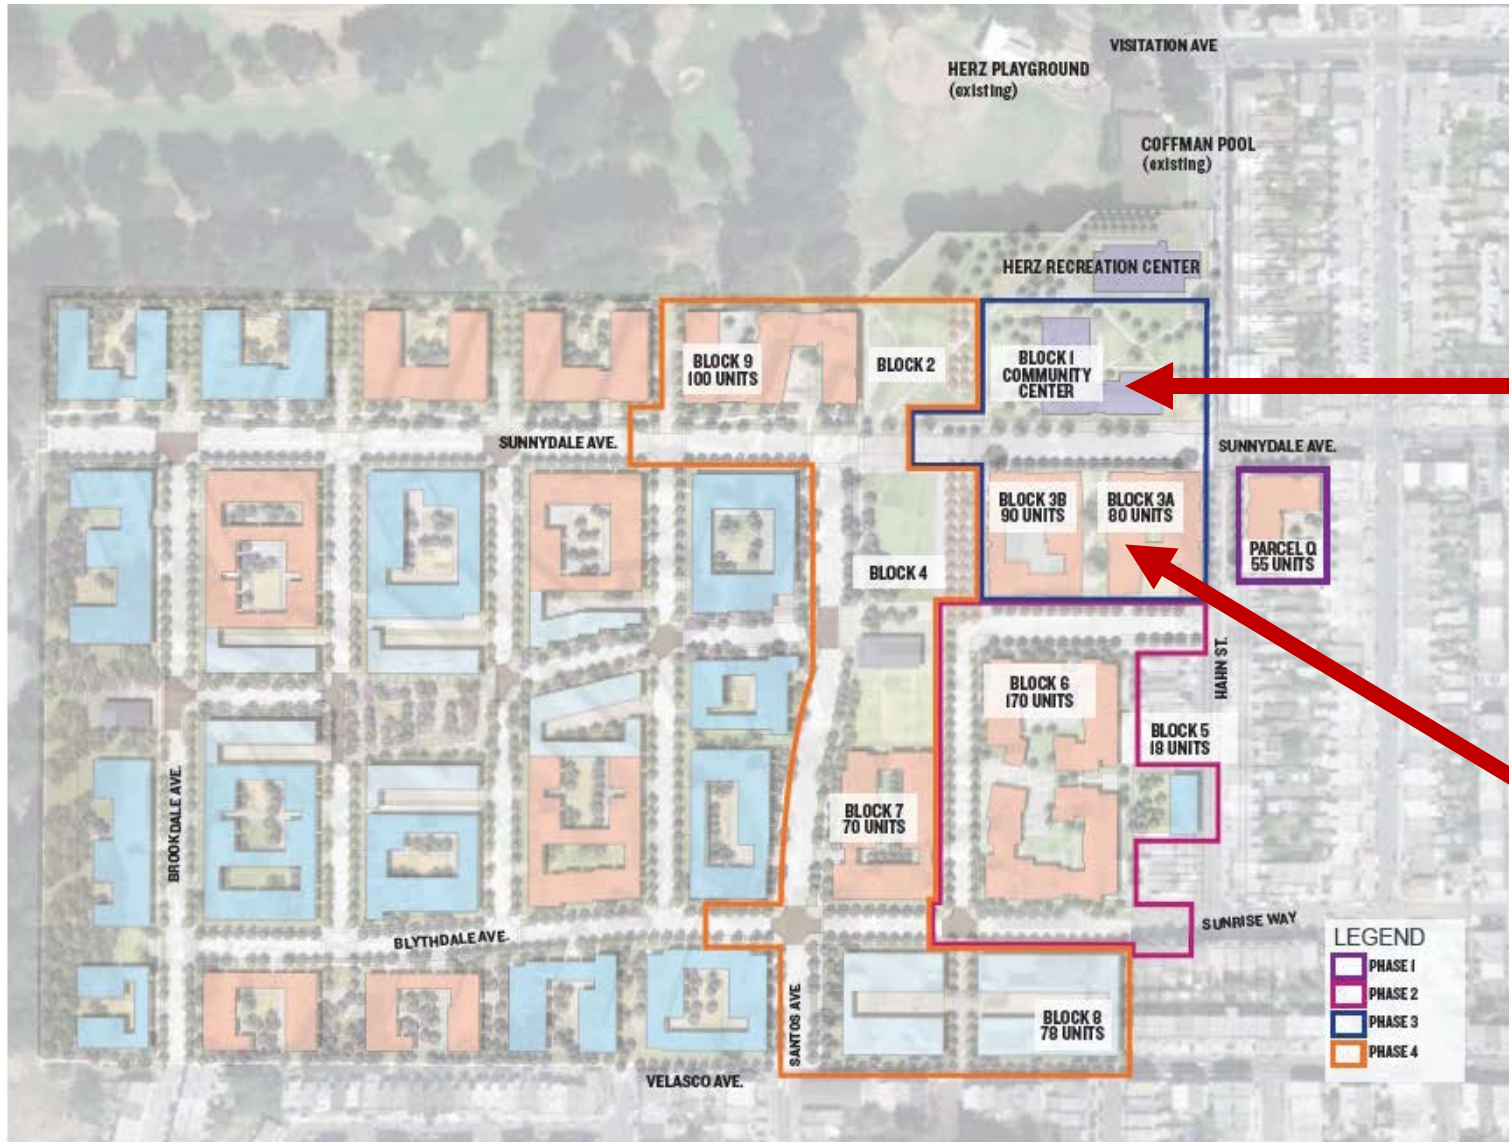 VISITATION AVE
HERZ PLAYGROUND
(existing)
COFFMAN POOL
(existing)
HERZ RECREATION CENTER
BLOCK 9
100 UNITS
BLOCK 2
BLOCK 1
COMMUNITY
CENTER
SUNNYDALE AVE.
SUNNYDALE AVE.
BLOCK 3B
90 UNITS
BLOCK 3A
80 UNITS
PARCEL Q
55 UNITS
BLOCK 4
HAHN ST.
BLOCK 6
170 UNITS
BLOCK 5
18 UNITS
BROOKDALE AVE.
BLOCK 7
70 UNITS
BLYTHDALE AVE.
SUNRISE WAY
SANTOS AVE.
BLOCK 8
78 UNITS
VELASCO AVE.
LEGEND
PHASE 1
PHASE 2
PHASE 3
PHASE 4